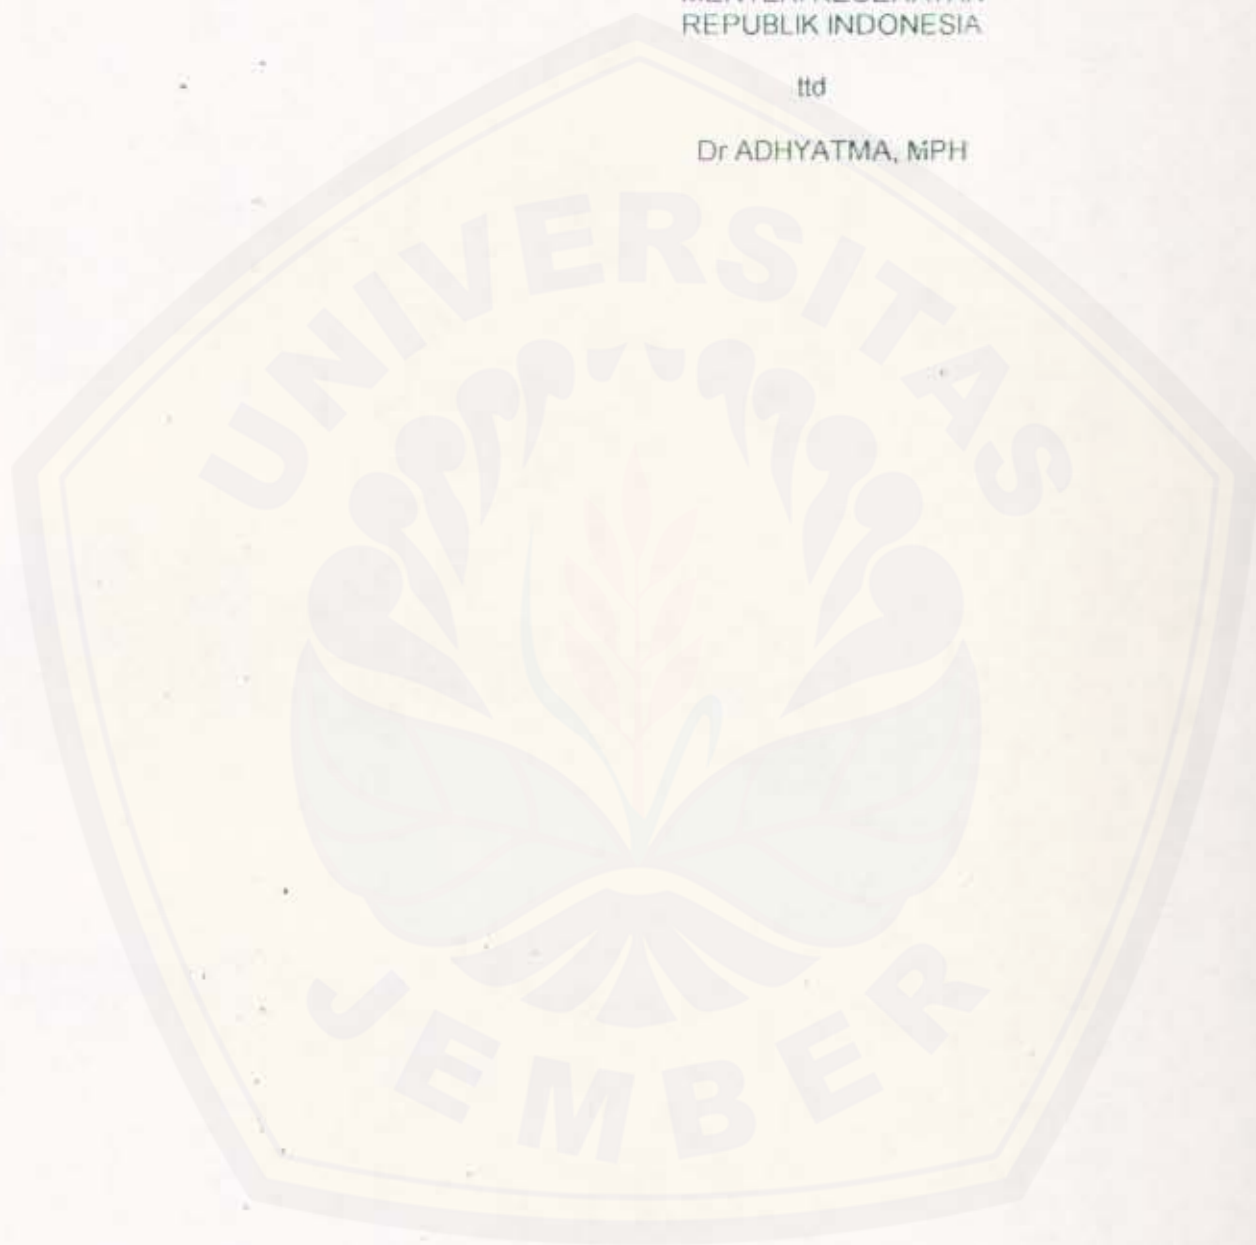 REPUBLIK INDONESIA
ttd
Dr ADHYATMA, MPH
UNIVERSITAS
JEMBER